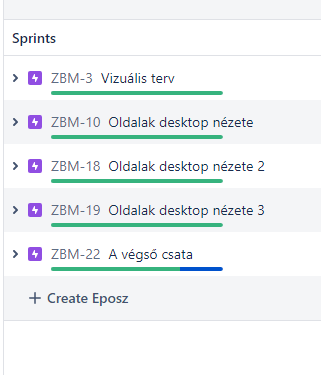 Sprints
ZBM-3 Vizuális terv
ZBM-10 Oldalak desktop nézete
ZBM-18 Oldalak desktop nézete 2
ZBM-19 Oldalak desktop nézete 3
ZBM-22 A végső csata
+ Create Eposz